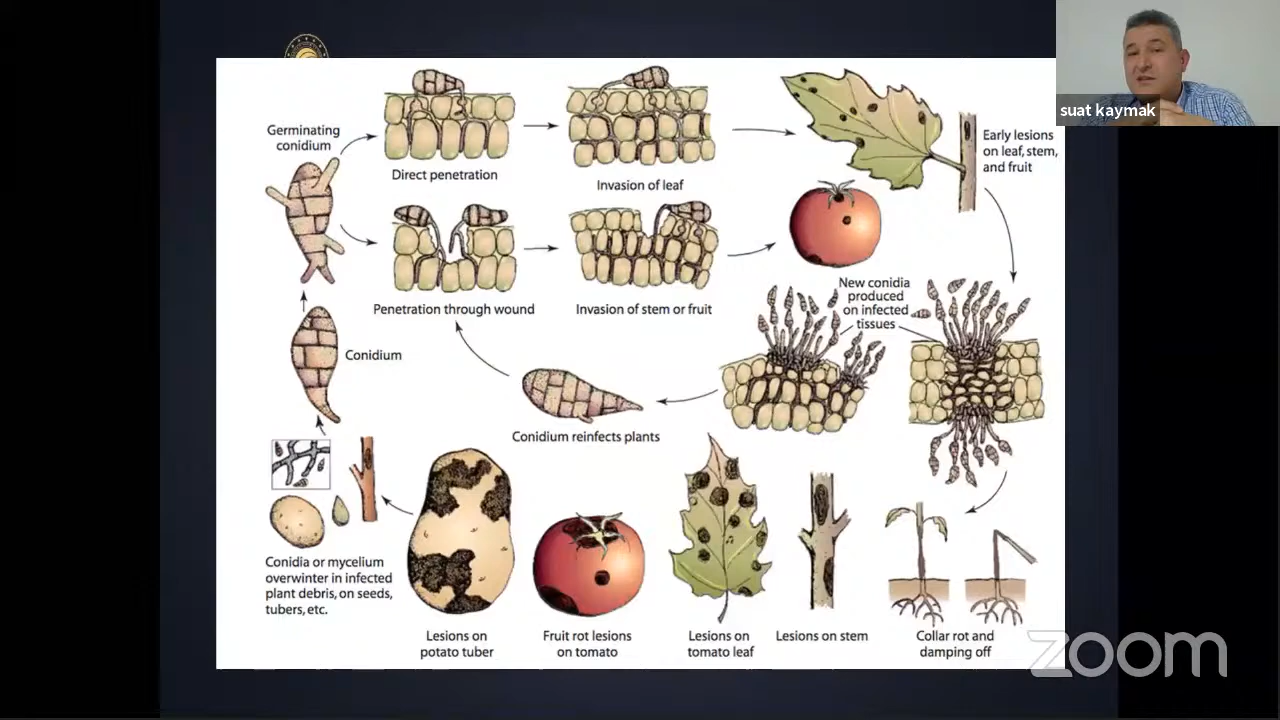 suat kaymak
Germinating
conidium
Direct penetration
Invasion of leaf
Early lesions
on leaf, stem,
and fruit
Penetration through wound
Invasion of stem or fruit
New conidia
produced
on infected
tissues
Conidium
Conidium reinfects plants
Conidia or mycelium
overwinter in infected
plant debris, on seeds,
tubers, etc.
Lesions on
potato tuber
Fruit rot lesions
on tomato
Lesions on
tomato leaf
Lesions on stem
Collar rot and
damping off
zoom